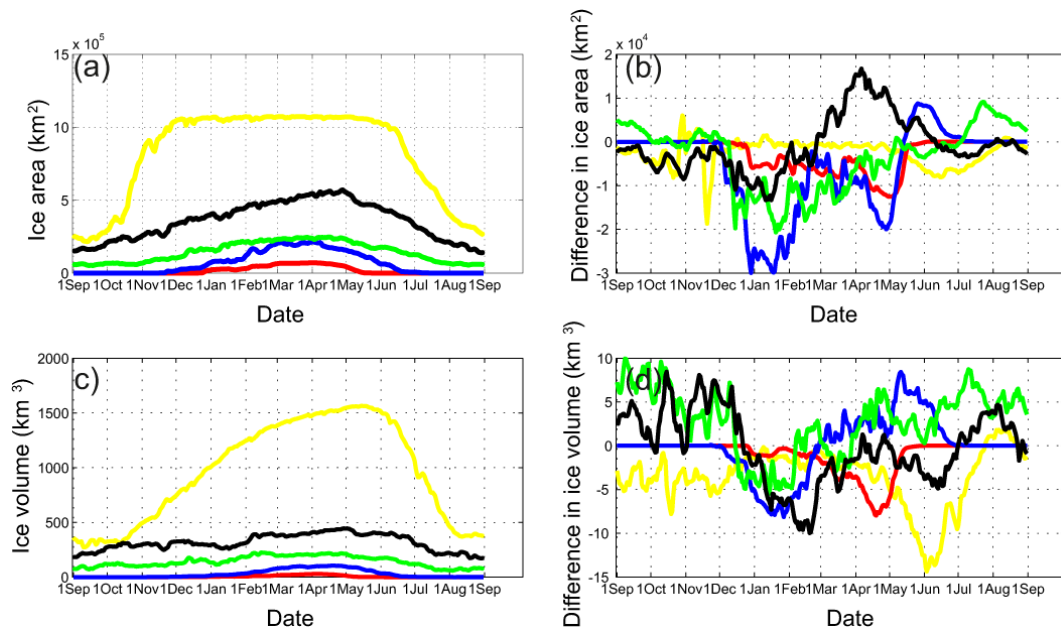 x 10⁵
(a)
15
10
5
0
Ice area (km²)
1Sep 1Oct 1Nov 1Dec 1Jan 1Feb 1Mar 1Apr 1May 1Jun 1Jul 1Aug 1Sep
Date
x 10⁴
(b)
2
1
0
-1
-2
-3
Difference in ice area (km²)
1Sep 1Oct 1Nov 1Dec 1Jan 1Feb 1Mar 1Apr 1May 1Jun 1Jul 1Aug 1Sep
Date
c)
2000
1500
1000
500
0
Ice volume (km ³)
1Sep 1Oct 1Nov 1Dec 1Jan 1Feb 1Mar 1Apr 1May 1Jun 1Jul 1Aug 1Sep
Date
(d)
10
5
0
-5
-10
-15
Difference in ice volume (km ³)
1Sep 1Oct 1Nov 1Dec 1Jan 1Feb 1Mar 1Apr 1May 1Jun 1Jul 1Aug 1Sep
Date